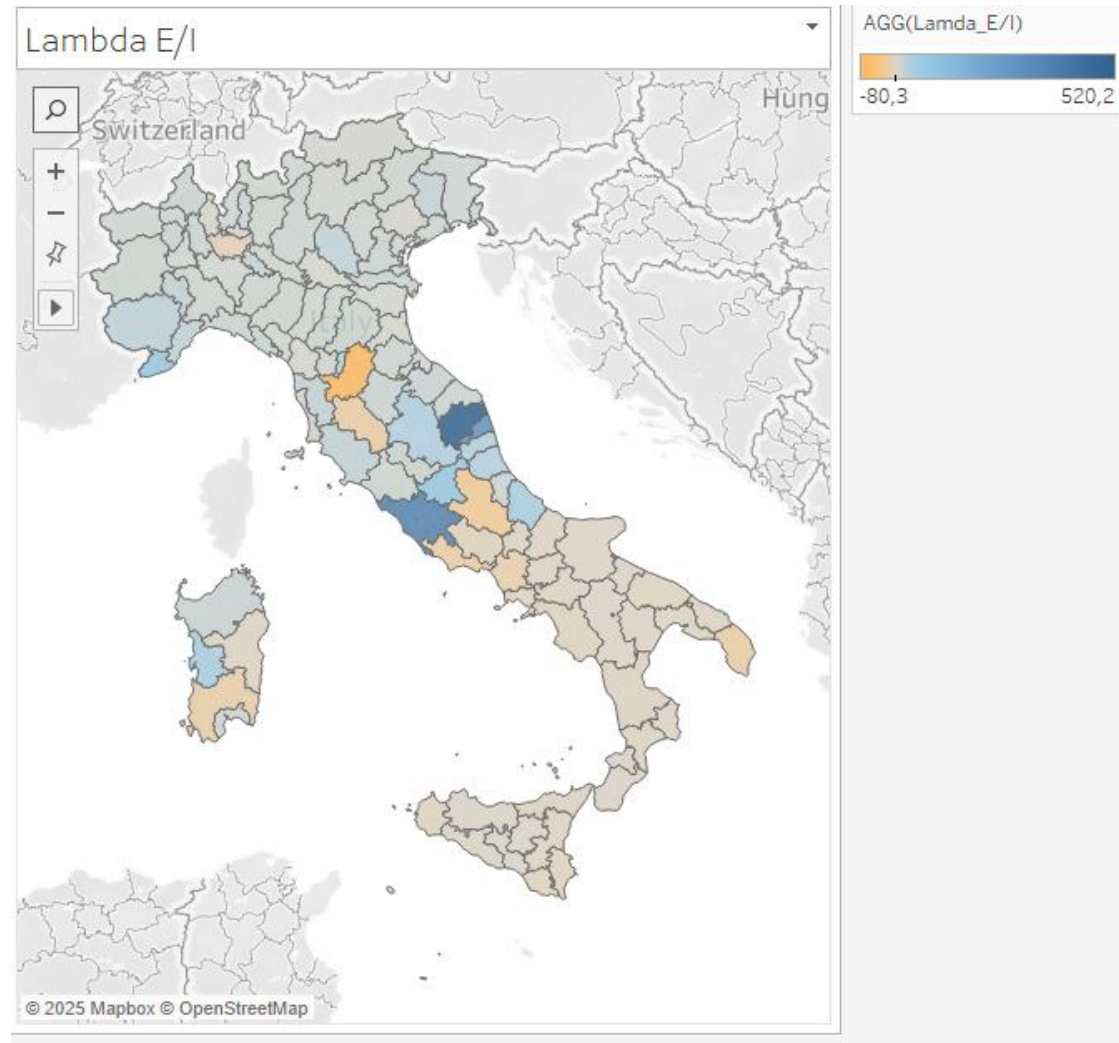 Lambda E/I
AGG(Lamda_E/I)
-80,3
520,2
Hung
Switzerland
Italy
© 2025 Mapbox © OpenStreetMap